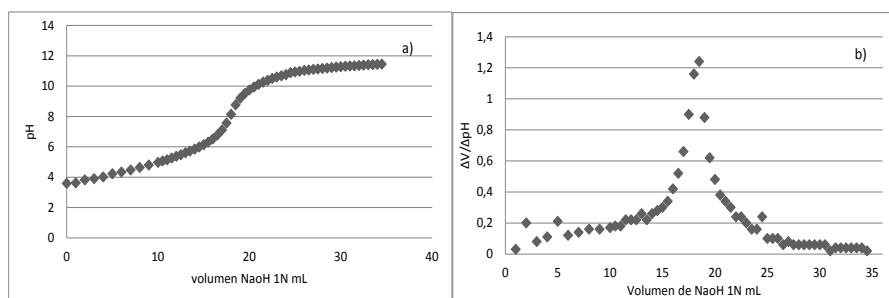 a)
14
12
10
8
6
4
2
0
pH
0 10 20 30 40
volumen NaoH 1N mL
b)
1,4
1,2
1
0,8
0,6
0,4
0,2
0
ΔV/ΔpH
0 5 10 15 20 25 30 35
Volumen de NaOH 1N mL